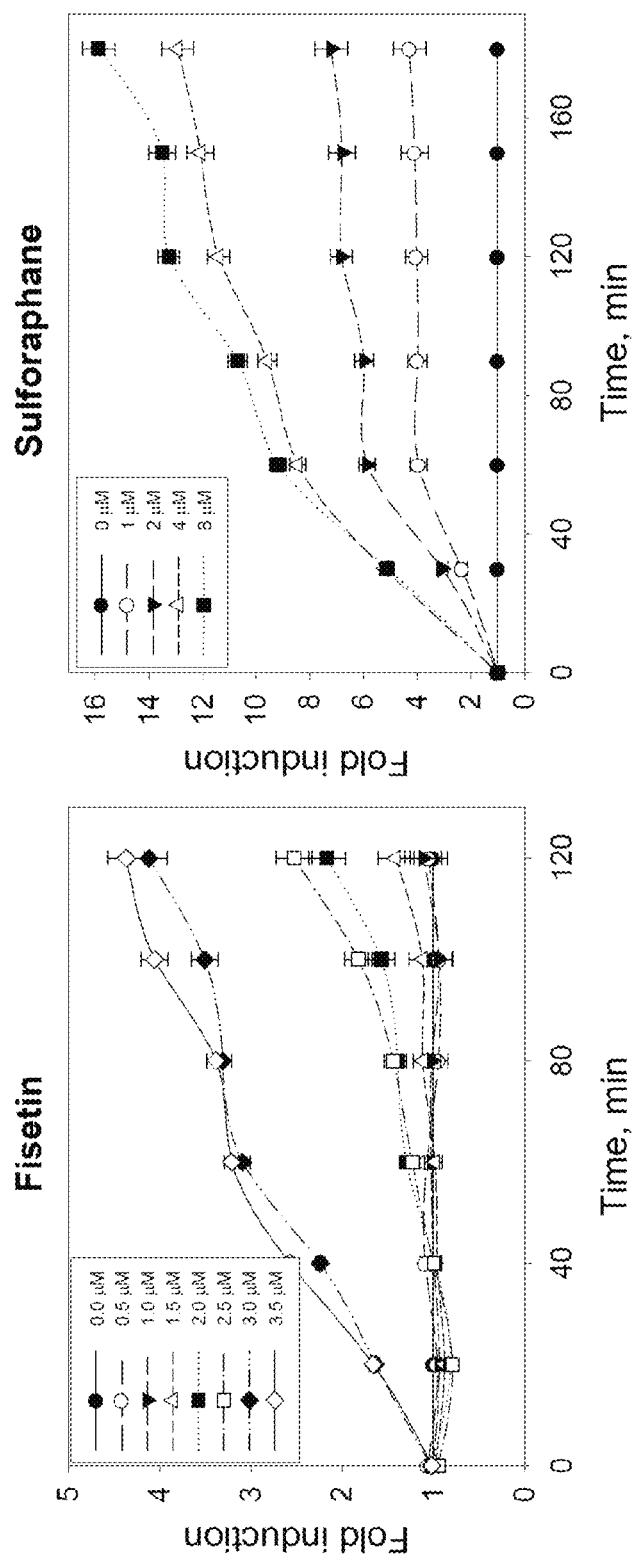 Fisetin
Fold induction
5
4
3
2
1
0
0.0 µM
0.5 µM
1.0 µM
1.5 µM
2.0 µM
2.5 µM
3.0 µM
3.5 µM
0
40
80
120
Time, min
Sulforaphane
Fold induction
16
14
12
10
8
6
4
2
0 µM
1 µM
2 µM
4 µM
8 µM
0
40
80
120
160
Time, min